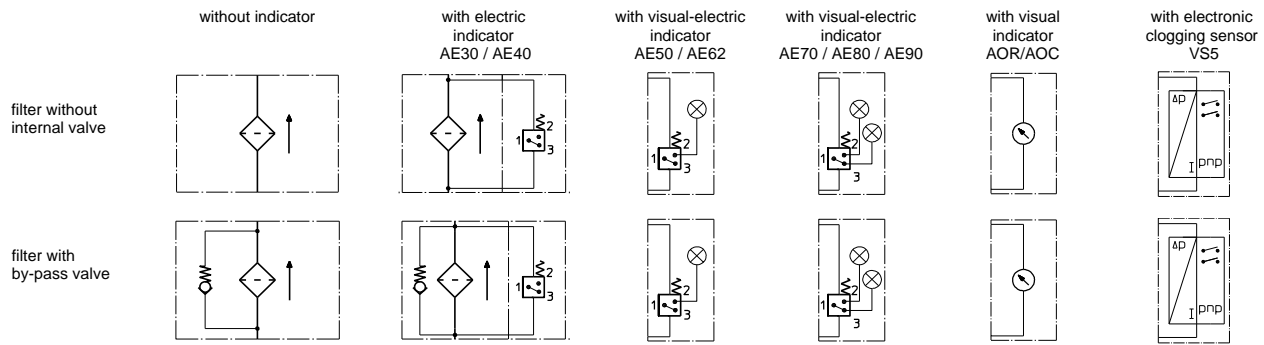 without indicator
with electric
indicator
AE30 / AE40
with visual-electric
indicator
AE50 / AE62
with visual-electric
indicator
AE70 / AE80 / AE90
with visual
indicator
AOR/AOC
with electronic
clogging sensor
VS5
filter without
internal valve
1 2
3
1 2
3
1 2
3
Δp
I pnp
filter with
by-pass valve
1 2
3
1 2
3
1 2
3
Δp
I pnp